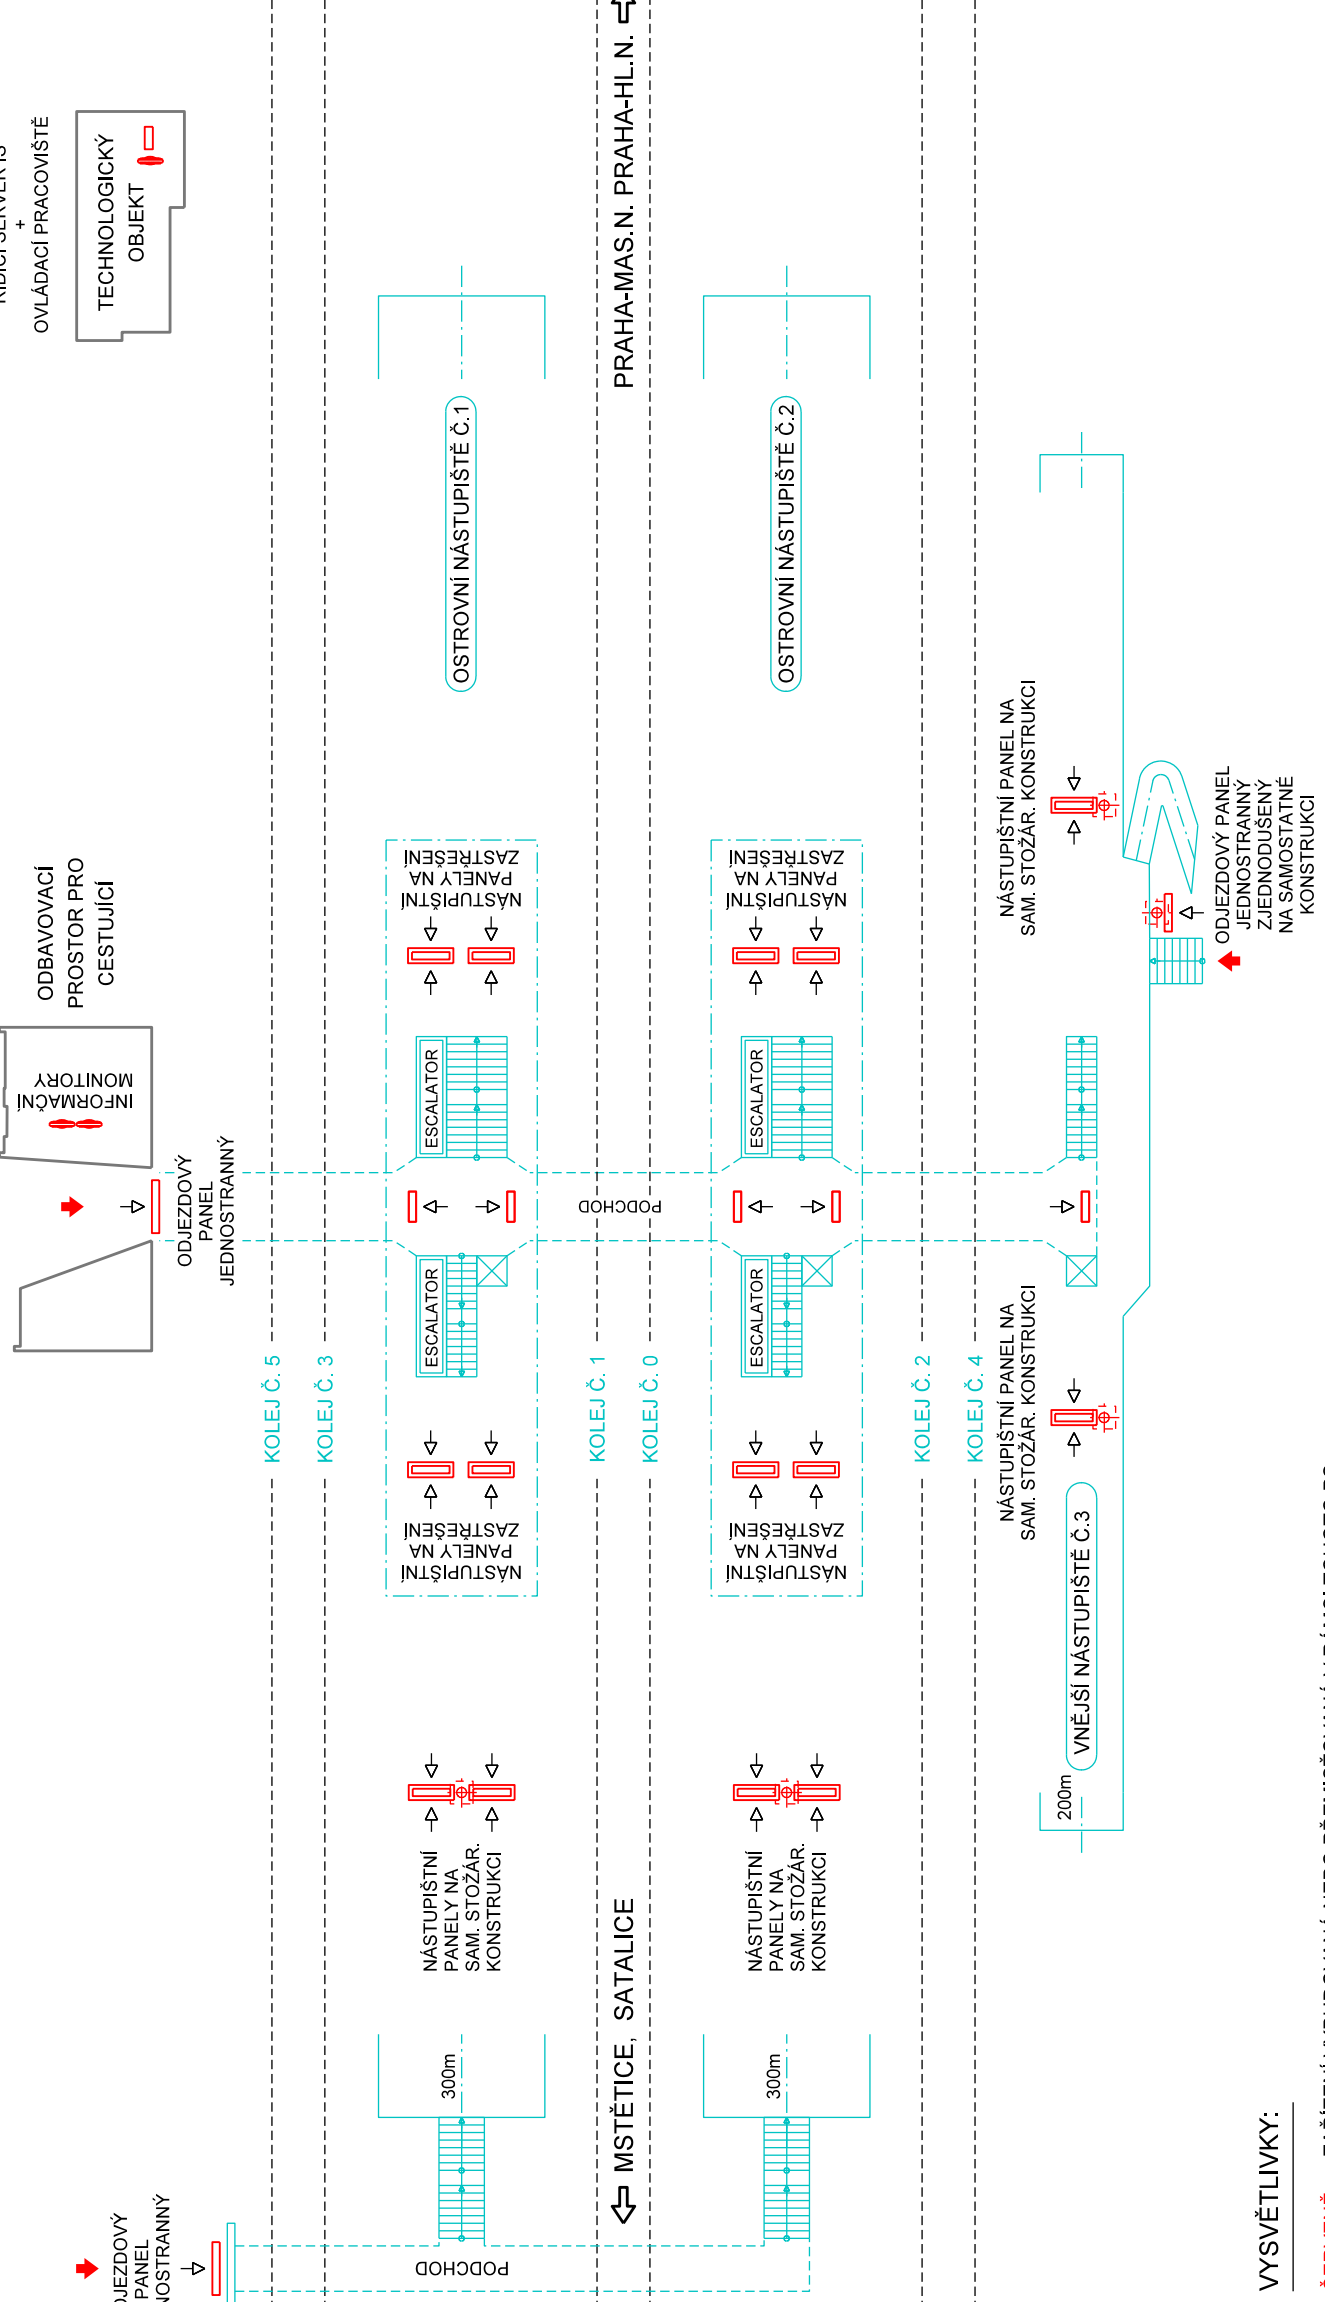 OVLÁDACÍ PRACOVIŠTĚ
+
TECHNOLOGICKÝ
OBJEKT
ODBAVOVACÍ
PROSTOR PRO
CESTUJÍCÍ
INFORMAČNÍ
MONITORY
ODJEZDOVÝ
PANEL
JEDNOSTRANNÝ
PANEL
KOLEJ Č. 5
KOLEJ Č. 3
OSTROVNÍ NÁSTUPIŠTĚ Č.1
NÁSTUPIŠTNÍ
PANELY NA
ZASTŘEŠENÍ
ESCALATOR
ESCALATOR
NÁSTUPIŠTNÍ
PANELY NA
ZASTŘEŠENÍ
NÁSTUPIŠTNÍ
PANELY NA
SAM. STOŽÁR.
KONSTRUKCI
300m
PODCHOD
PODCHOD
KOLEJ Č. 1
KOLEJ Č. 0
PRAHA-MAS.N. PRAHA-HL.N.
MSTĚTICE, SATALICE
OSTROVNÍ NÁSTUPIŠTĚ Č.2
NÁSTUPIŠTNÍ
PANELY NA
ZASTŘEŠENÍ
ESCALATOR
ESCALATOR
NÁSTUPIŠTNÍ
PANELY NA
ZASTŘEŠENÍ
NÁSTUPIŠTNÍ
PANELY NA
SAM. STOŽÁR.
KONSTRUKCI
300m
KOLEJ Č. 2
KOLEJ Č. 4
NÁSTUPIŠTNÍ PANEL NA
SAM. STOŽÁR. KONSTRUKCI
NÁSTUPIŠTNÍ PANEL NA
SAM. STOŽÁR. KONSTRUKCI
VNĚJŠÍ NÁSTUPIŠTĚ Č.3
200m
ODJEZDOVÝ PANEL
JEDNOSTRANNÝ
ZJEDNODUŠENÝ
NA SAMOSTATNÉ
KONSTRUKCI
VYSVĚTLIVKY: